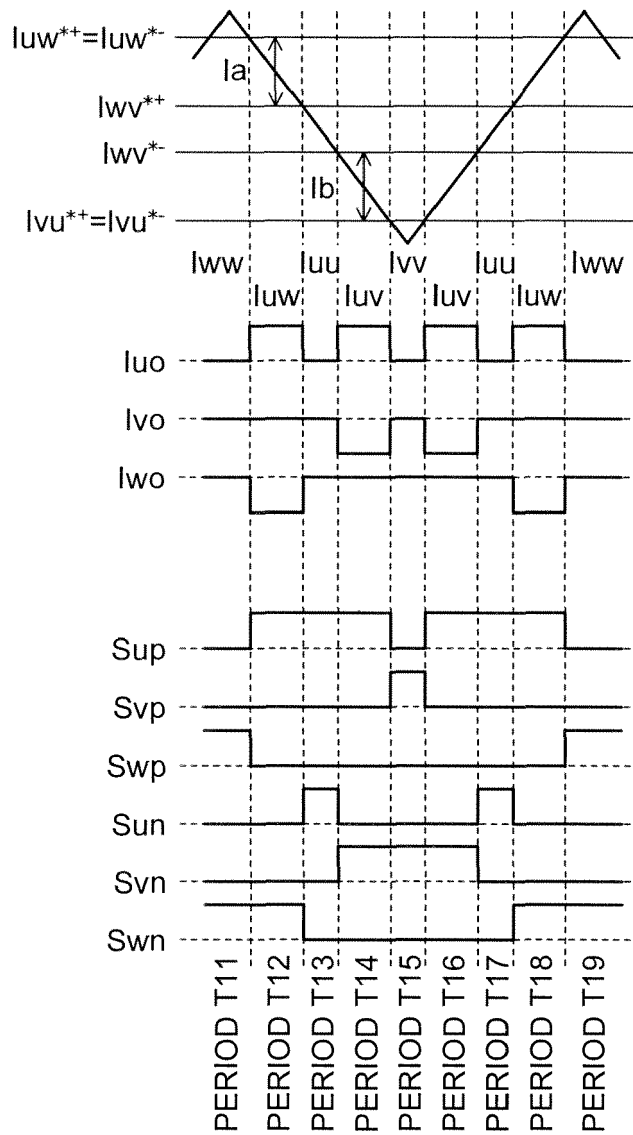 Iuw*+=Iuw*-
Ia
Iwv*+
Iwv*-
Ib
Ivu*+=Ivu*-
Iww Iuu Ivv Iuu Iww
Iuw Iuv Iuv Iuw
Iuo
Ivo
Iwo
Sup
Svp
Swp
Sun
Svn
Swn
PERIOD T11
PERIOD T12
PERIOD T13
PERIOD T14
PERIOD T15
PERIOD T16
PERIOD T17
PERIOD T18
PERIOD T19